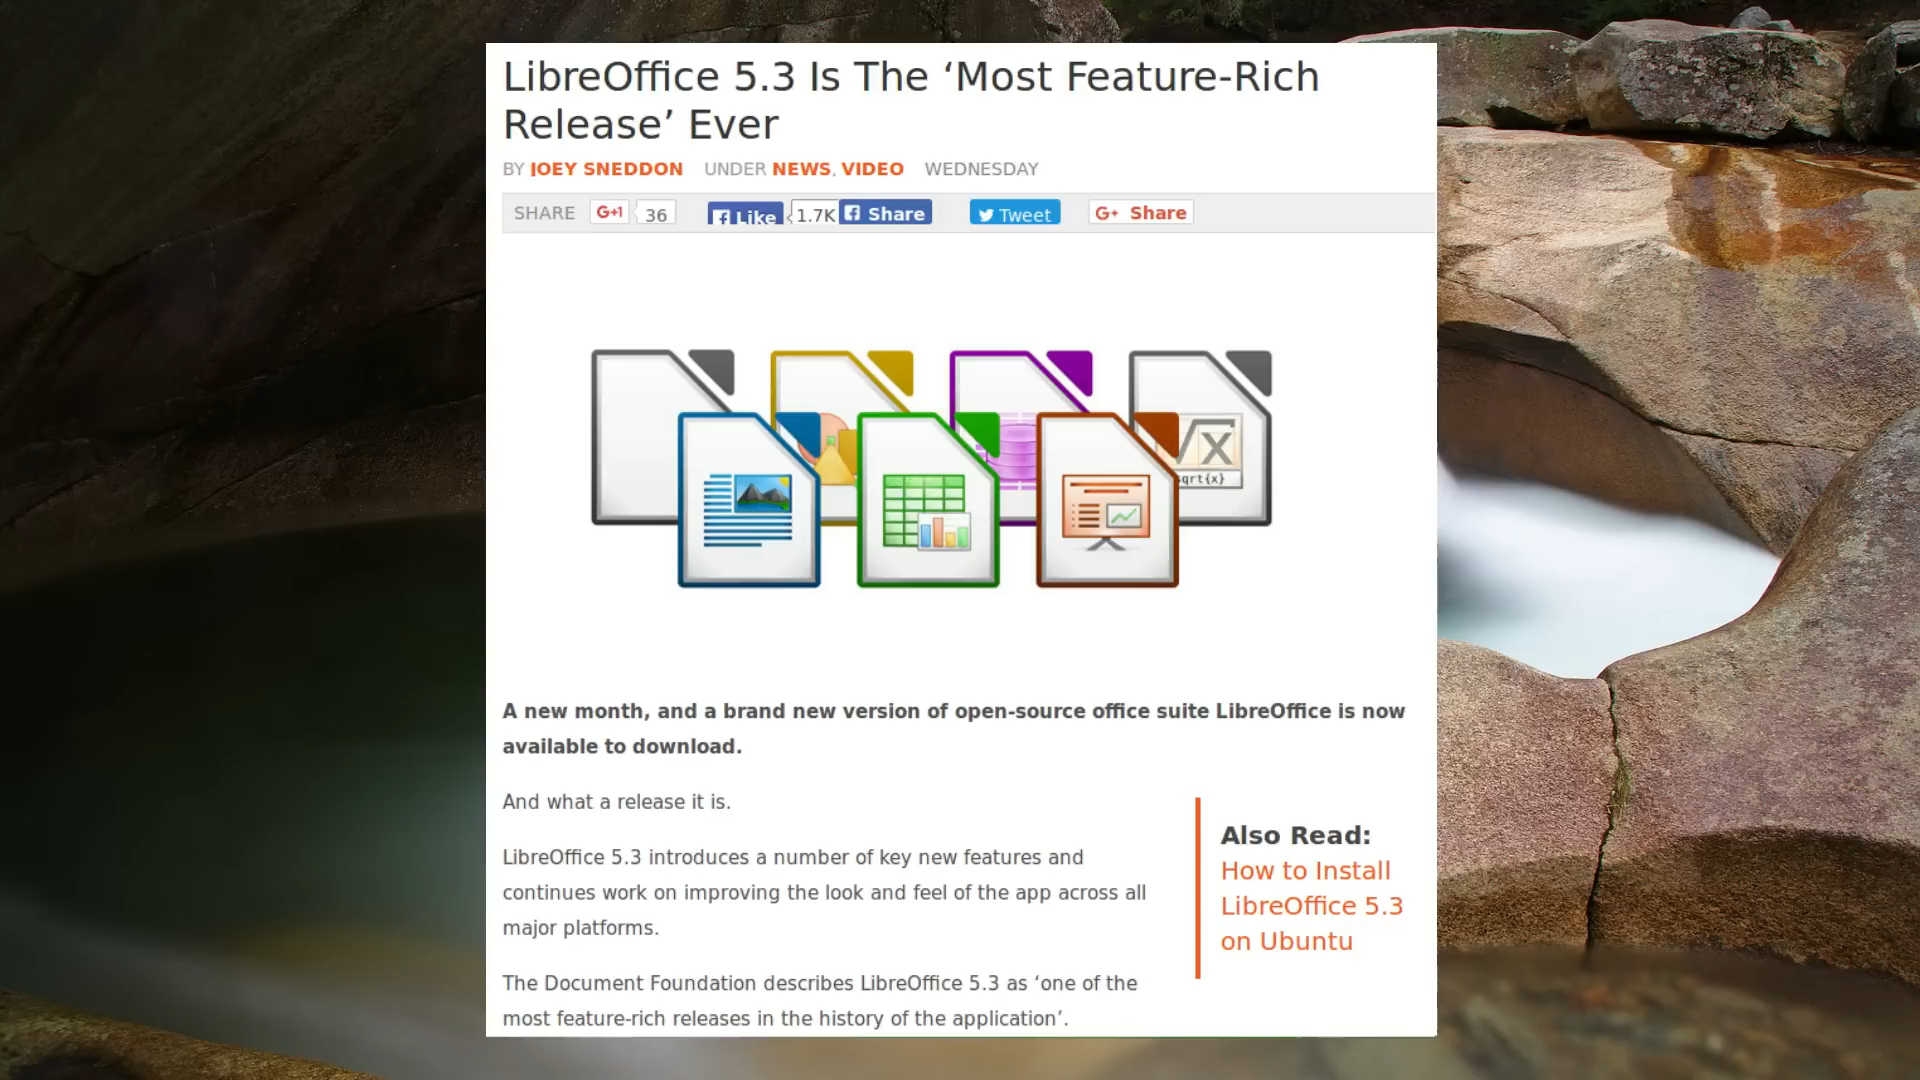 LibreOffice 5.3 Is The ‘Most Feature-Rich
Release’ Ever
BY JOEY SNEDDON UNDER NEWS, VIDEO WEDNESDAY
SHARE G+1 36 Like 1.7K Share Tweet G+ Share
sqrt{x}
A new month, and a brand new version of open-source office suite LibreOffice is now
available to download.
And what a release it is.
LibreOffice 5.3 introduces a number of key new features and
continues work on improving the look and feel of the app across all
major platforms.
The Document Foundation describes LibreOffice 5.3 as ‘one of the
most feature-rich releases in the history of the application’.
Also Read:
How to Install
LibreOffice 5.3
on Ubuntu